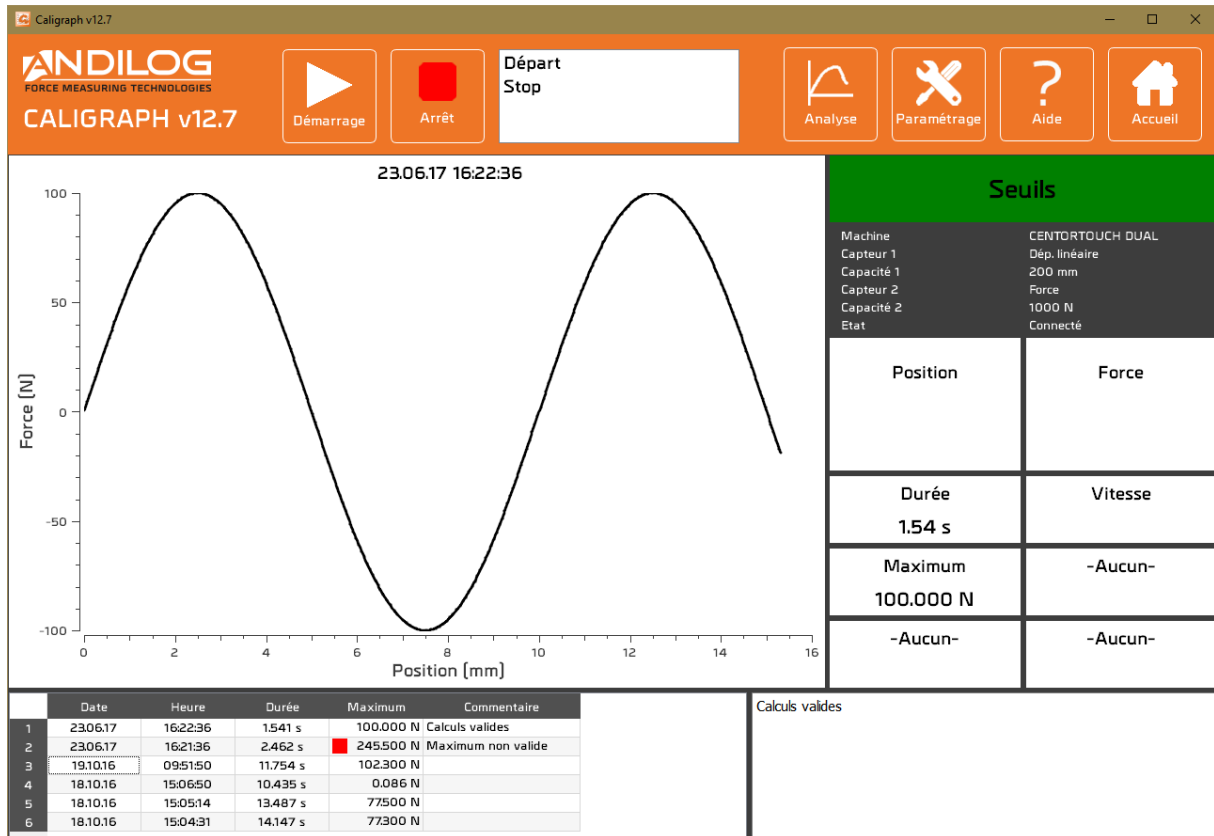 Caligraph v12.7
ANDILOG
FORCE MEASURING TECHNOLOGIES
CALIGRAPH v12.7
Démarrage
Arrêt
Départ
Stop
Analyse
Paramétrage
Aide
Accueil
23.06.17 16:22:36
100
50
0
-50
-100
Force [N]
0 2 4 6 8 10 12 14 16
Position [mm]
Seuils
Machine CENTORTOUCH DUAL
Capteur 1 Dép. linéaire
Capacité 1 200 mm
Capteur 2 Force
Capacité 2 1000 N
Etat Connecté
Position Force
Durée Vitesse
1.54 s
Maximum -Aucun-
100.000 N
-Aucun- -Aucun-
Date Heure Durée Maximum Commentaire
1 23.06.17 16:22:36 1.541 s 100.000 N Calculs valides
2 23.06.17 16:21:36 2.462 s 245.500 N Maximum non valide
3 19.10.16 09:51:50 11.754 s 102.300 N
4 18.10.16 15:06:50 10.435 s 0.086 N
5 18.10.16 15:05:14 13.487 s 77.500 N
6 18.10.16 15:04:31 14.147 s 77.300 N
Calculs valides